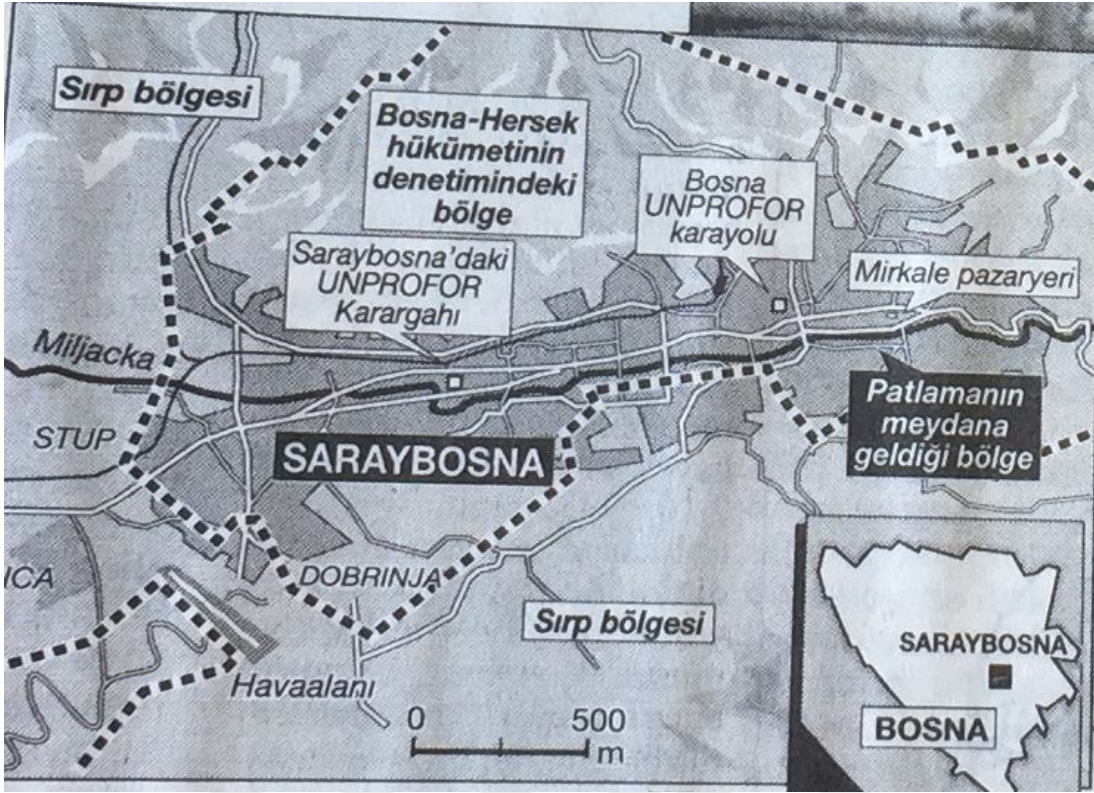 Sırp bölgesi
Bosna-Hersek
hükümetinin
denetimindeki
bölge
Bosna
UNPROFOR
karayolu
Saraybosna'daki
UNPROFOR
Karargahı
Mirkale pazaryeri
Miljacka
STUP
SARAYBOSNA
Patlamanın
meydana
geldiği bölge
ICA
DOBRINJA
Sırp bölgesi
Havaalanı
0 500
m
SARAYBOSNA
BOSNA